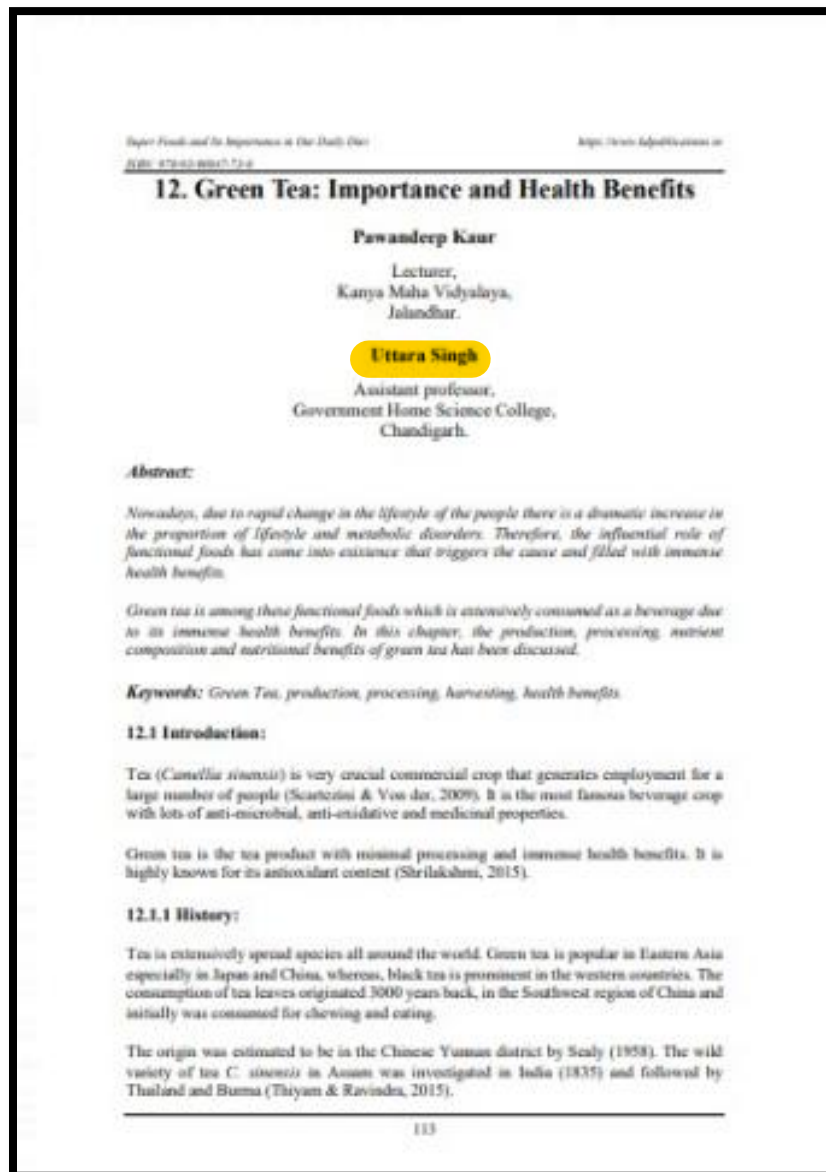 Super Foods and Its Importance in Our Daily Diet
12. Green Tea: Importance and Health Benefits
Pawandeep Kaur
Lecturer,
Kanya Maha Vidyalaya,
Jalandhar.
Uttara Singh
Assistant professor,
Government Home Science College,
Chandigarh.
Abstract:
Nowadays, due to rapid change in the lifestyle of the people there is a dramatic increase in
the proportion of lifestyle and metabolic disorders. Therefore, the influential role of
functional foods has come into existence that triggers the cause and filled with immense
health benefits.
Green tea is among these functional foods which is extensively consumed as a beverage due
to its immense health benefits. In this chapter, the production, processing, nutrient
composition and nutritional benefits of green tea has been discussed.
Keywords: Green Tea, production, processing, harvesting, health benefits.
12.1 Introduction:
Tea (Camellia sinensis) is very crucial commercial crop that generates employment for a
large number of people (Scartezini & Von der, 2009). It is the most famous beverage crop
with lots of anti-microbial, anti-oxidative and medicinal properties.
Green tea is the tea product with minimal processing and immense health benefits. It is
highly known for its antioxidant content (Shrilakshmi, 2015).
12.1.1 History:
Tea is extensively spread species all around the world. Green tea is popular in Eastern Asia
especially in Japan and China, whereas, black tea is prominent in the western countries. The
consumption of tea leaves originated 3000 years back, in the Southwest region of China and
initially was consumed for chewing and eating.
The origin was estimated to be in the Chinese Yunnan district by Sealy (1958). The wild
variety of tea C. sinensis in Assam was investigated in India (1835) and followed by
Thailand and Burma (Thiyam & Ravindra, 2015).
113